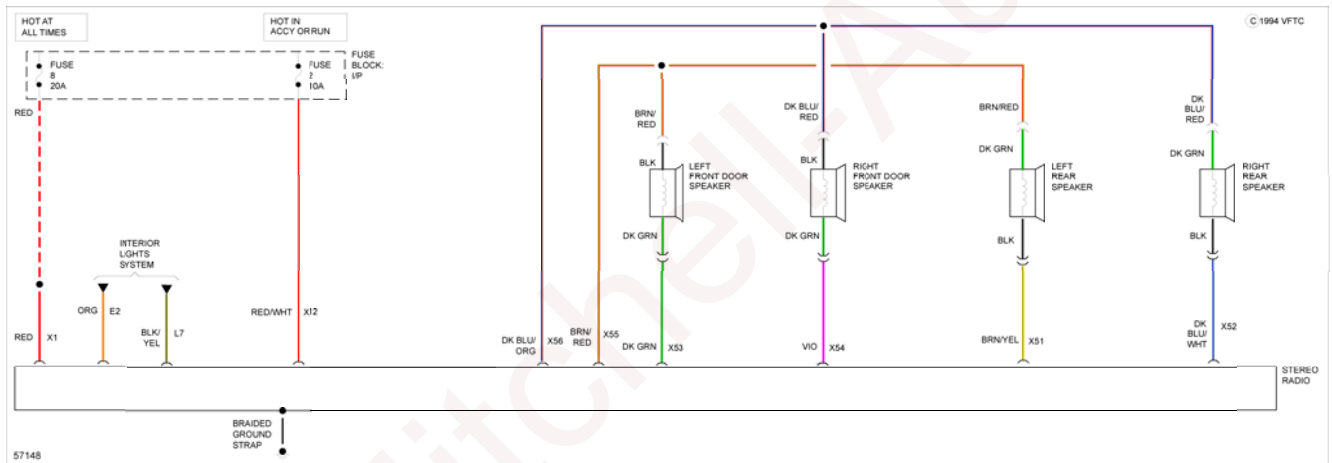 HOT AT
ALL TIMES
HOT IN
ACCY OR RUN
C 1994 VFTC
FUSE
8
20A
FUSE
2
10A
FUSE
BLOCK:
I/P
RED
BRN/
RED
DK BLU/
RED
BRN/RED
DK
BLU/
RED
BLK
LEFT
FRONT DOOR
SPEAKER
BLK
RIGHT
FRONT DOOR
SPEAKER
DK GRN
LEFT
REAR
SPEAKER
DK GRN
RIGHT
REAR
SPEAKER
DK GRN
DK GRN
BLK
BLK
INTERIOR
LIGHTS
SYSTEM
RED
X1
ORG
E2
BLK/
YEL
L7
RED/WHT
X12
DK BLU/
ORG
X56
BRN/
RED
X55
DK GRN
X53
VIO
X54
BRN/YEL
X51
DK
BLU/
WHT
X52
STEREO
RADIO
BRAIDED
GROUND
STRAP
57148